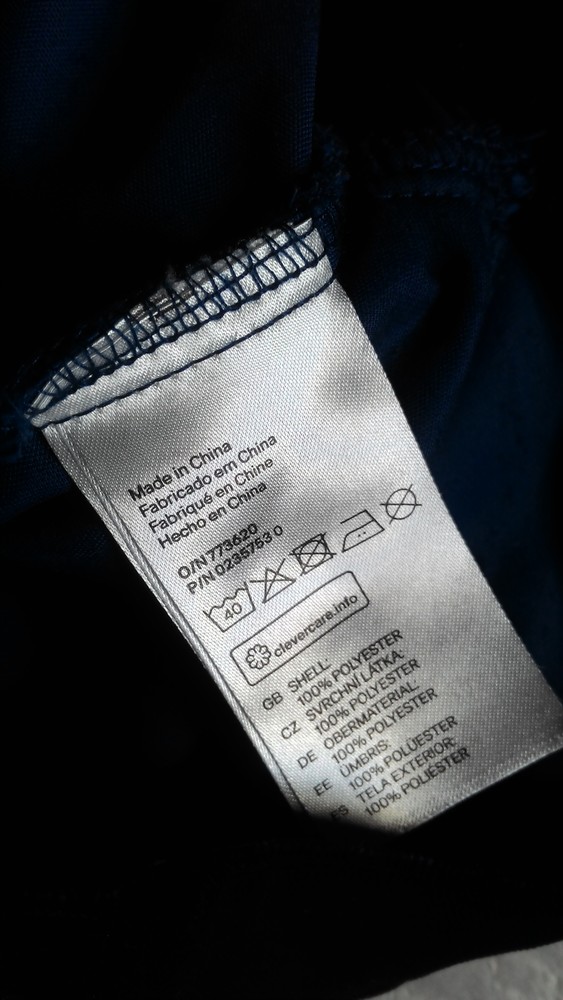 Made in China
Fabricado em China
Fabriqué en Chine
Hecho en China
O/N 773620
P/N 0235753 0
40
clevercare.info
GB SHELL:
100% POLYESTER
CZ SVRCHNÍ LÁTKA:
100% POLYESTER
DE OBERMATERIAL:
100% POLYESTER
EE ÜMBRIS:
100% POLÜESTER
ES TELA EXTERIOR:
100% POLIÉSTER